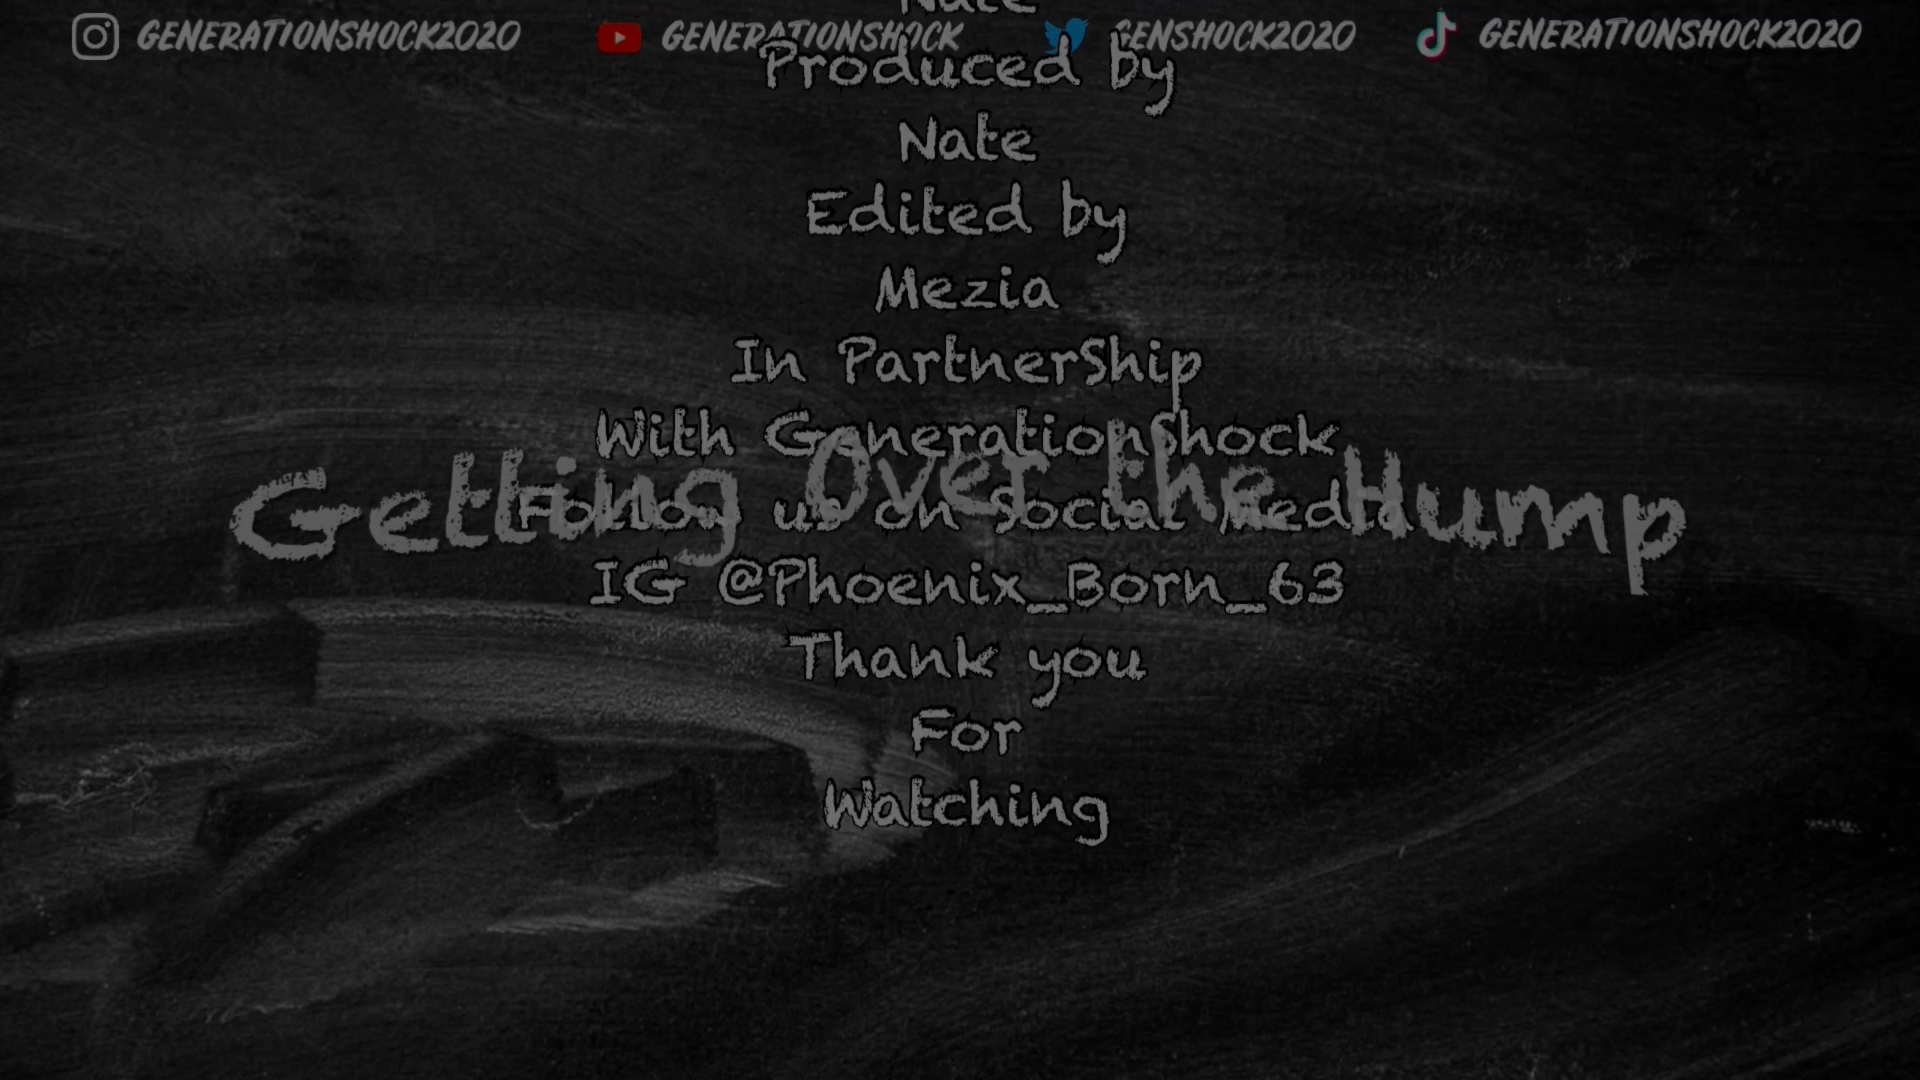 Nate
GENERATIONSHOCK2020 GENERATIONSHOCK GENSHOCK2020 GENERATIONSHOCK2020
Produced by
Nate
Edited by
Mezia
In PartnerShip
With GenerationShock
Getting Over the Hump
Follow us on Social Media
IG @Phoenix_Born_63
Thank you
For
Watching